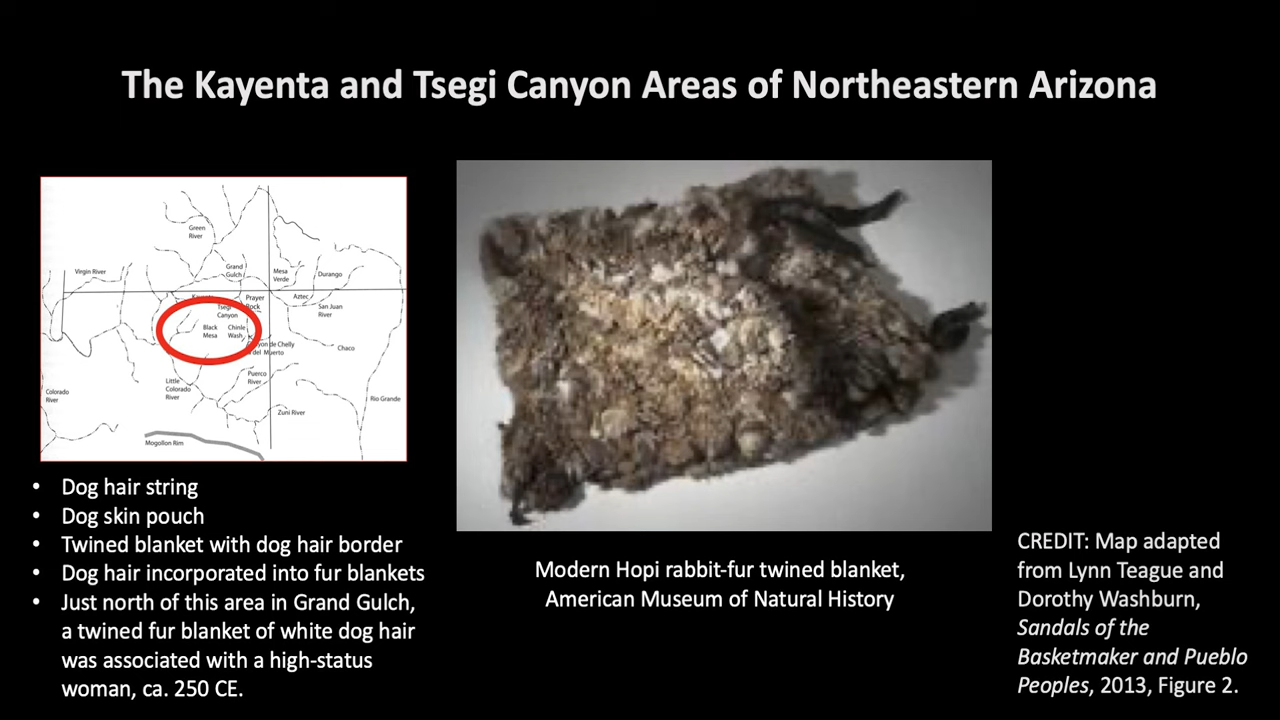 The Kayenta and Tsegi Canyon Areas of Northeastern Arizona
Green
River
Virgin River
Grand
Gulch
Mesa
Verde
Durango
Prayer
Rock
Aztec
San Juan
River
Tsegi
Canyon
Black
Mesa
Chinle
Wash
de Chelly
del Muerto
Chaco
Puerco
River
Little
Colorado
River
Colorado
River
Rio Grande
Zuni River
Mogollon Rim
• Dog hair string
• Dog skin pouch
• Twined blanket with dog hair border
• Dog hair incorporated into fur blankets
• Just north of this area in Grand Gulch,
a twined fur blanket of white dog hair
was associated with a high-status
woman, ca. 250 CE.
Modern Hopi rabbit-fur twined blanket,
American Museum of Natural History
CREDIT: Map adapted
from Lynn Teague and
Dorothy Washburn,
Sandals of the
Basketmaker and Pueblo
Peoples, 2013, Figure 2.